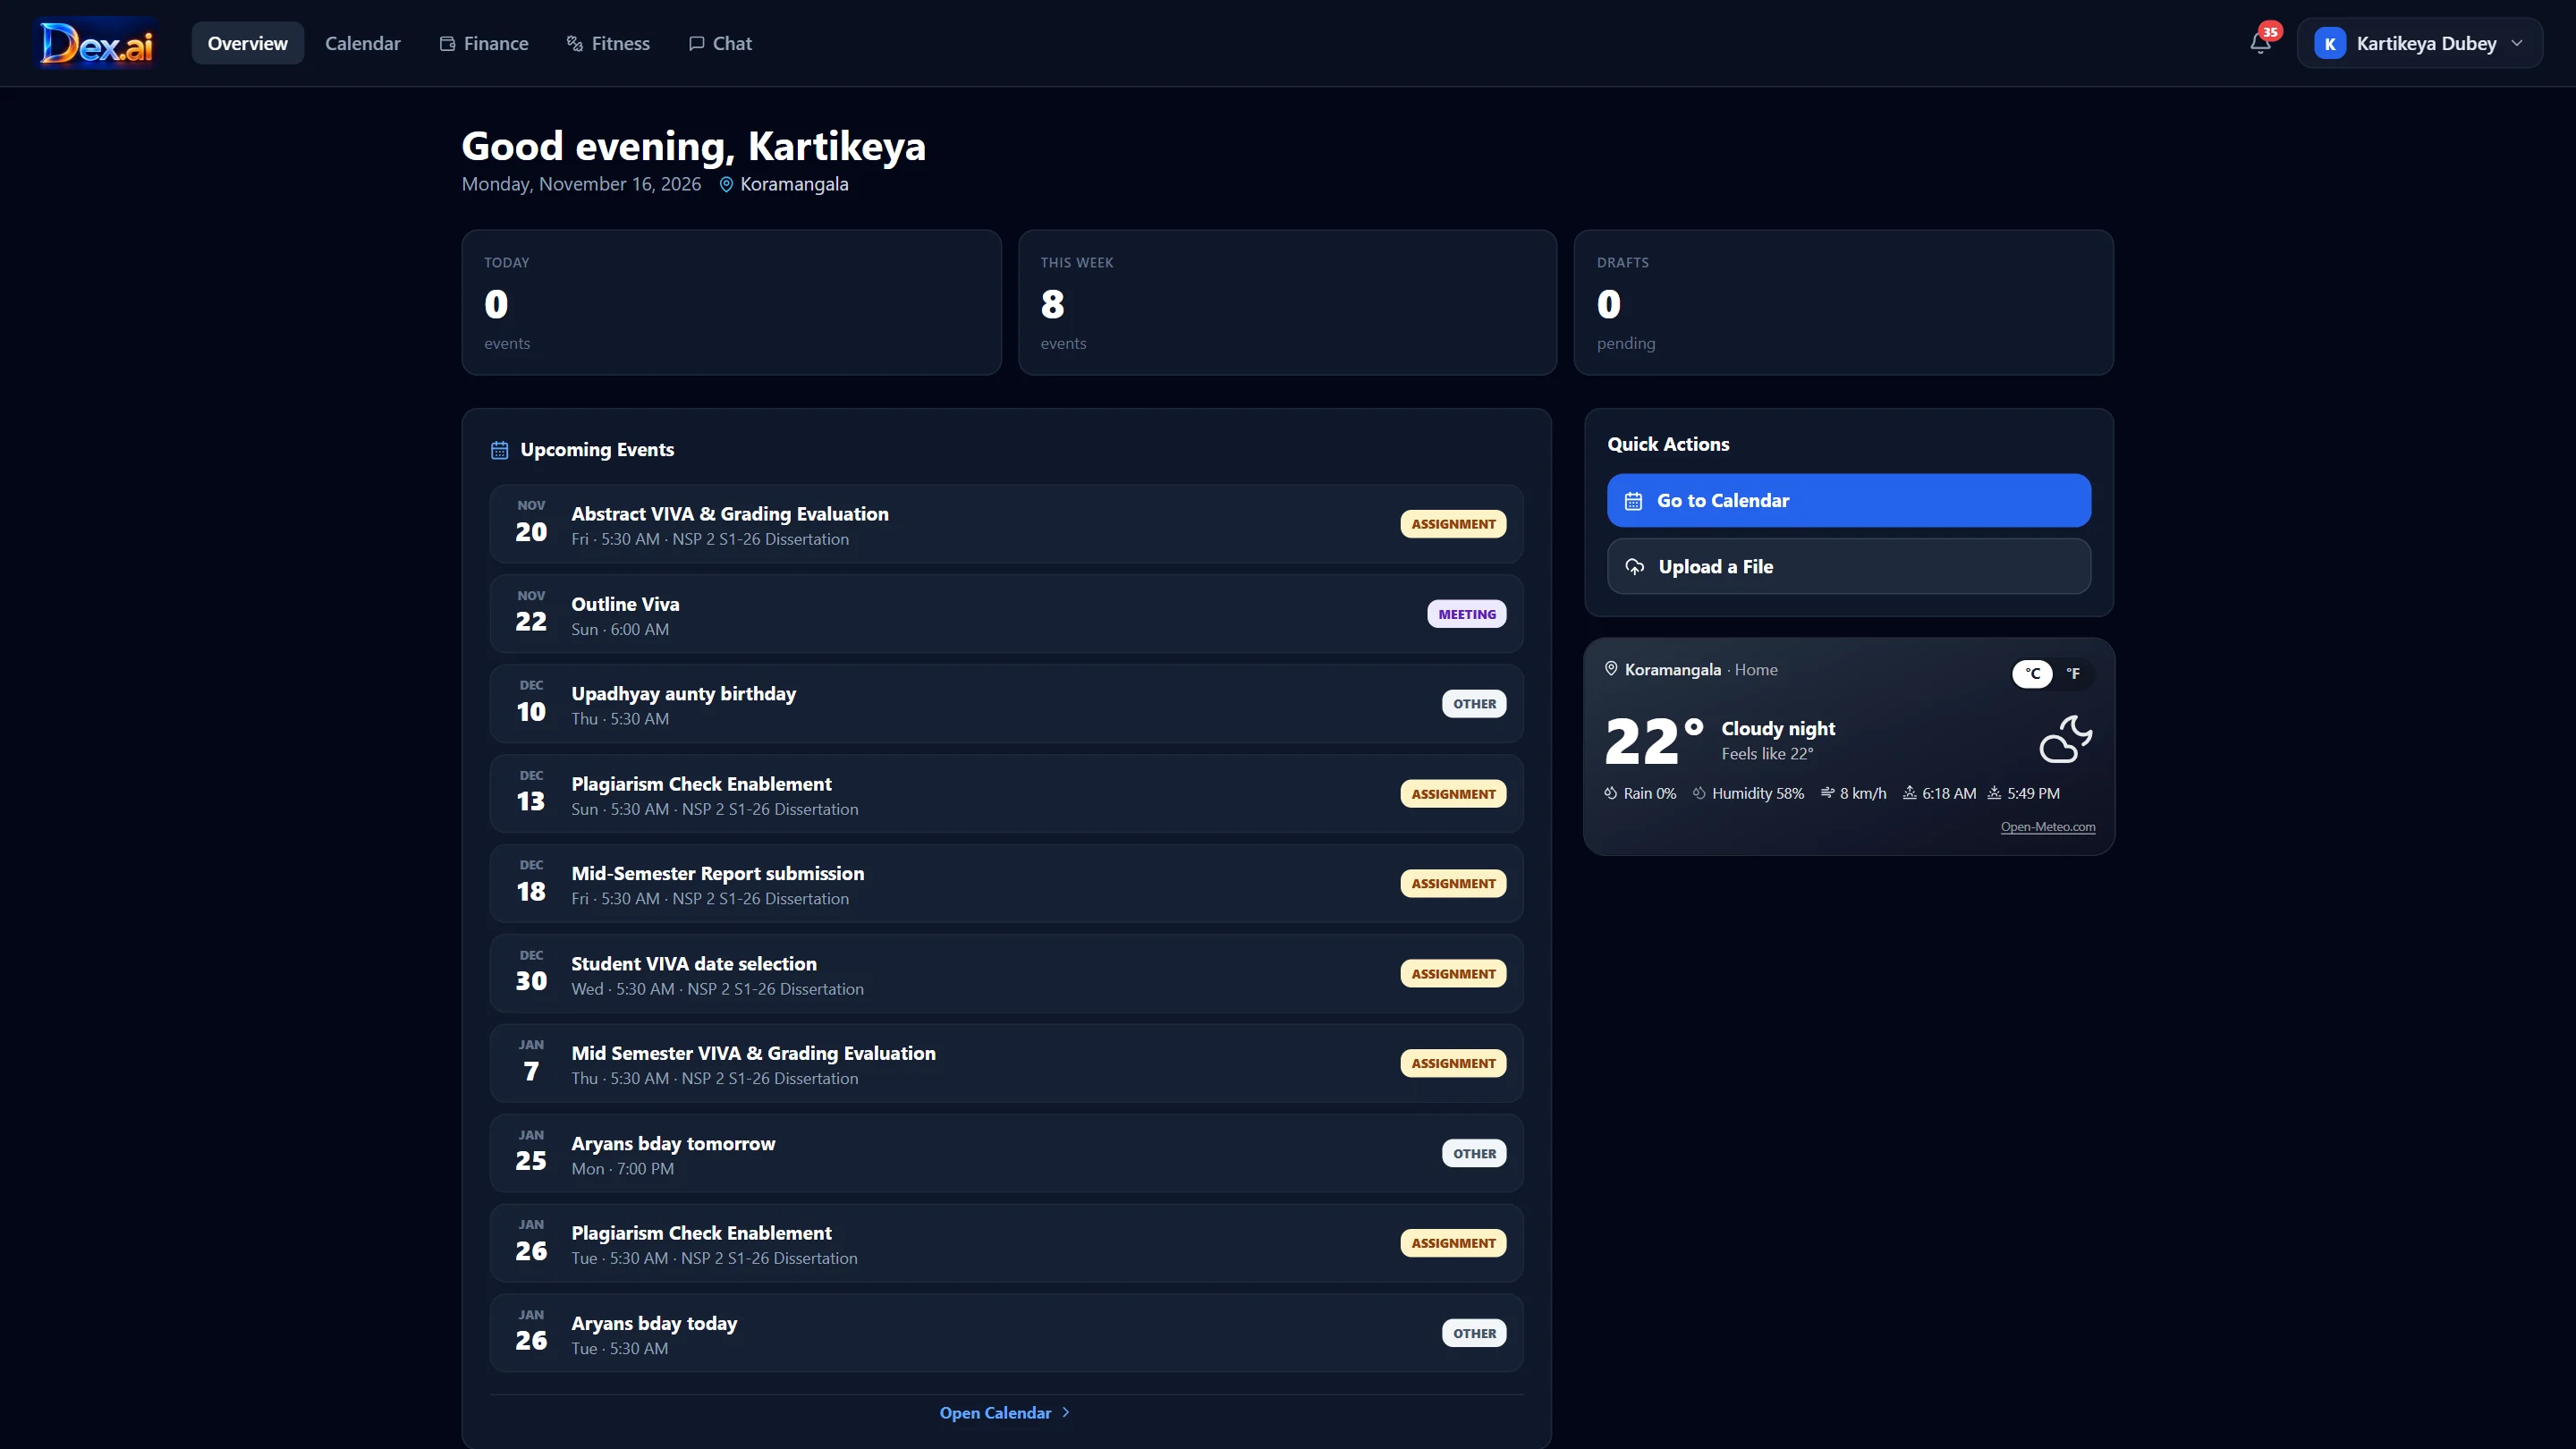 Dex.ai
Overview
Calendar
Finance
Fitness
Chat
35
K
Kartikeya Dubey
Good evening, Kartikeya
Monday, November 16, 2026 Koramangala
TODAY
0
events
THIS WEEK
8
events
DRAFTS
0
pending
Upcoming Events
NOV
20
Abstract VIVA & Grading Evaluation
Fri · 5:30 AM · NSP 2 S1-26 Dissertation
ASSIGNMENT
NOV
22
Outline Viva
Sun · 6:00 AM
MEETING
DEC
10
Upadhyay aunty birthday
Thu · 5:30 AM
OTHER
DEC
13
Plagiarism Check Enablement
Sun · 5:30 AM · NSP 2 S1-26 Dissertation
ASSIGNMENT
DEC
18
Mid-Semester Report submission
Fri · 5:30 AM · NSP 2 S1-26 Dissertation
ASSIGNMENT
DEC
30
Student VIVA date selection
Wed · 5:30 AM · NSP 2 S1-26 Dissertation
ASSIGNMENT
JAN
7
Mid Semester VIVA & Grading Evaluation
Thu · 5:30 AM · NSP 2 S1-26 Dissertation
ASSIGNMENT
JAN
25
Aryans bday tomorrow
Mon · 7:00 PM
OTHER
JAN
26
Plagiarism Check Enablement
Tue · 5:30 AM · NSP 2 S1-26 Dissertation
ASSIGNMENT
JAN
26
Aryans bday today
Tue · 5:30 AM
OTHER
Open Calendar
Quick Actions
Go to Calendar
Upload a File
Koramangala · Home
°C °F
22°
Cloudy night
Feels like 22°
Rain 0% Humidity 58% 8 km/h 6:18 AM 5:49 PM
Open-Meteo.com